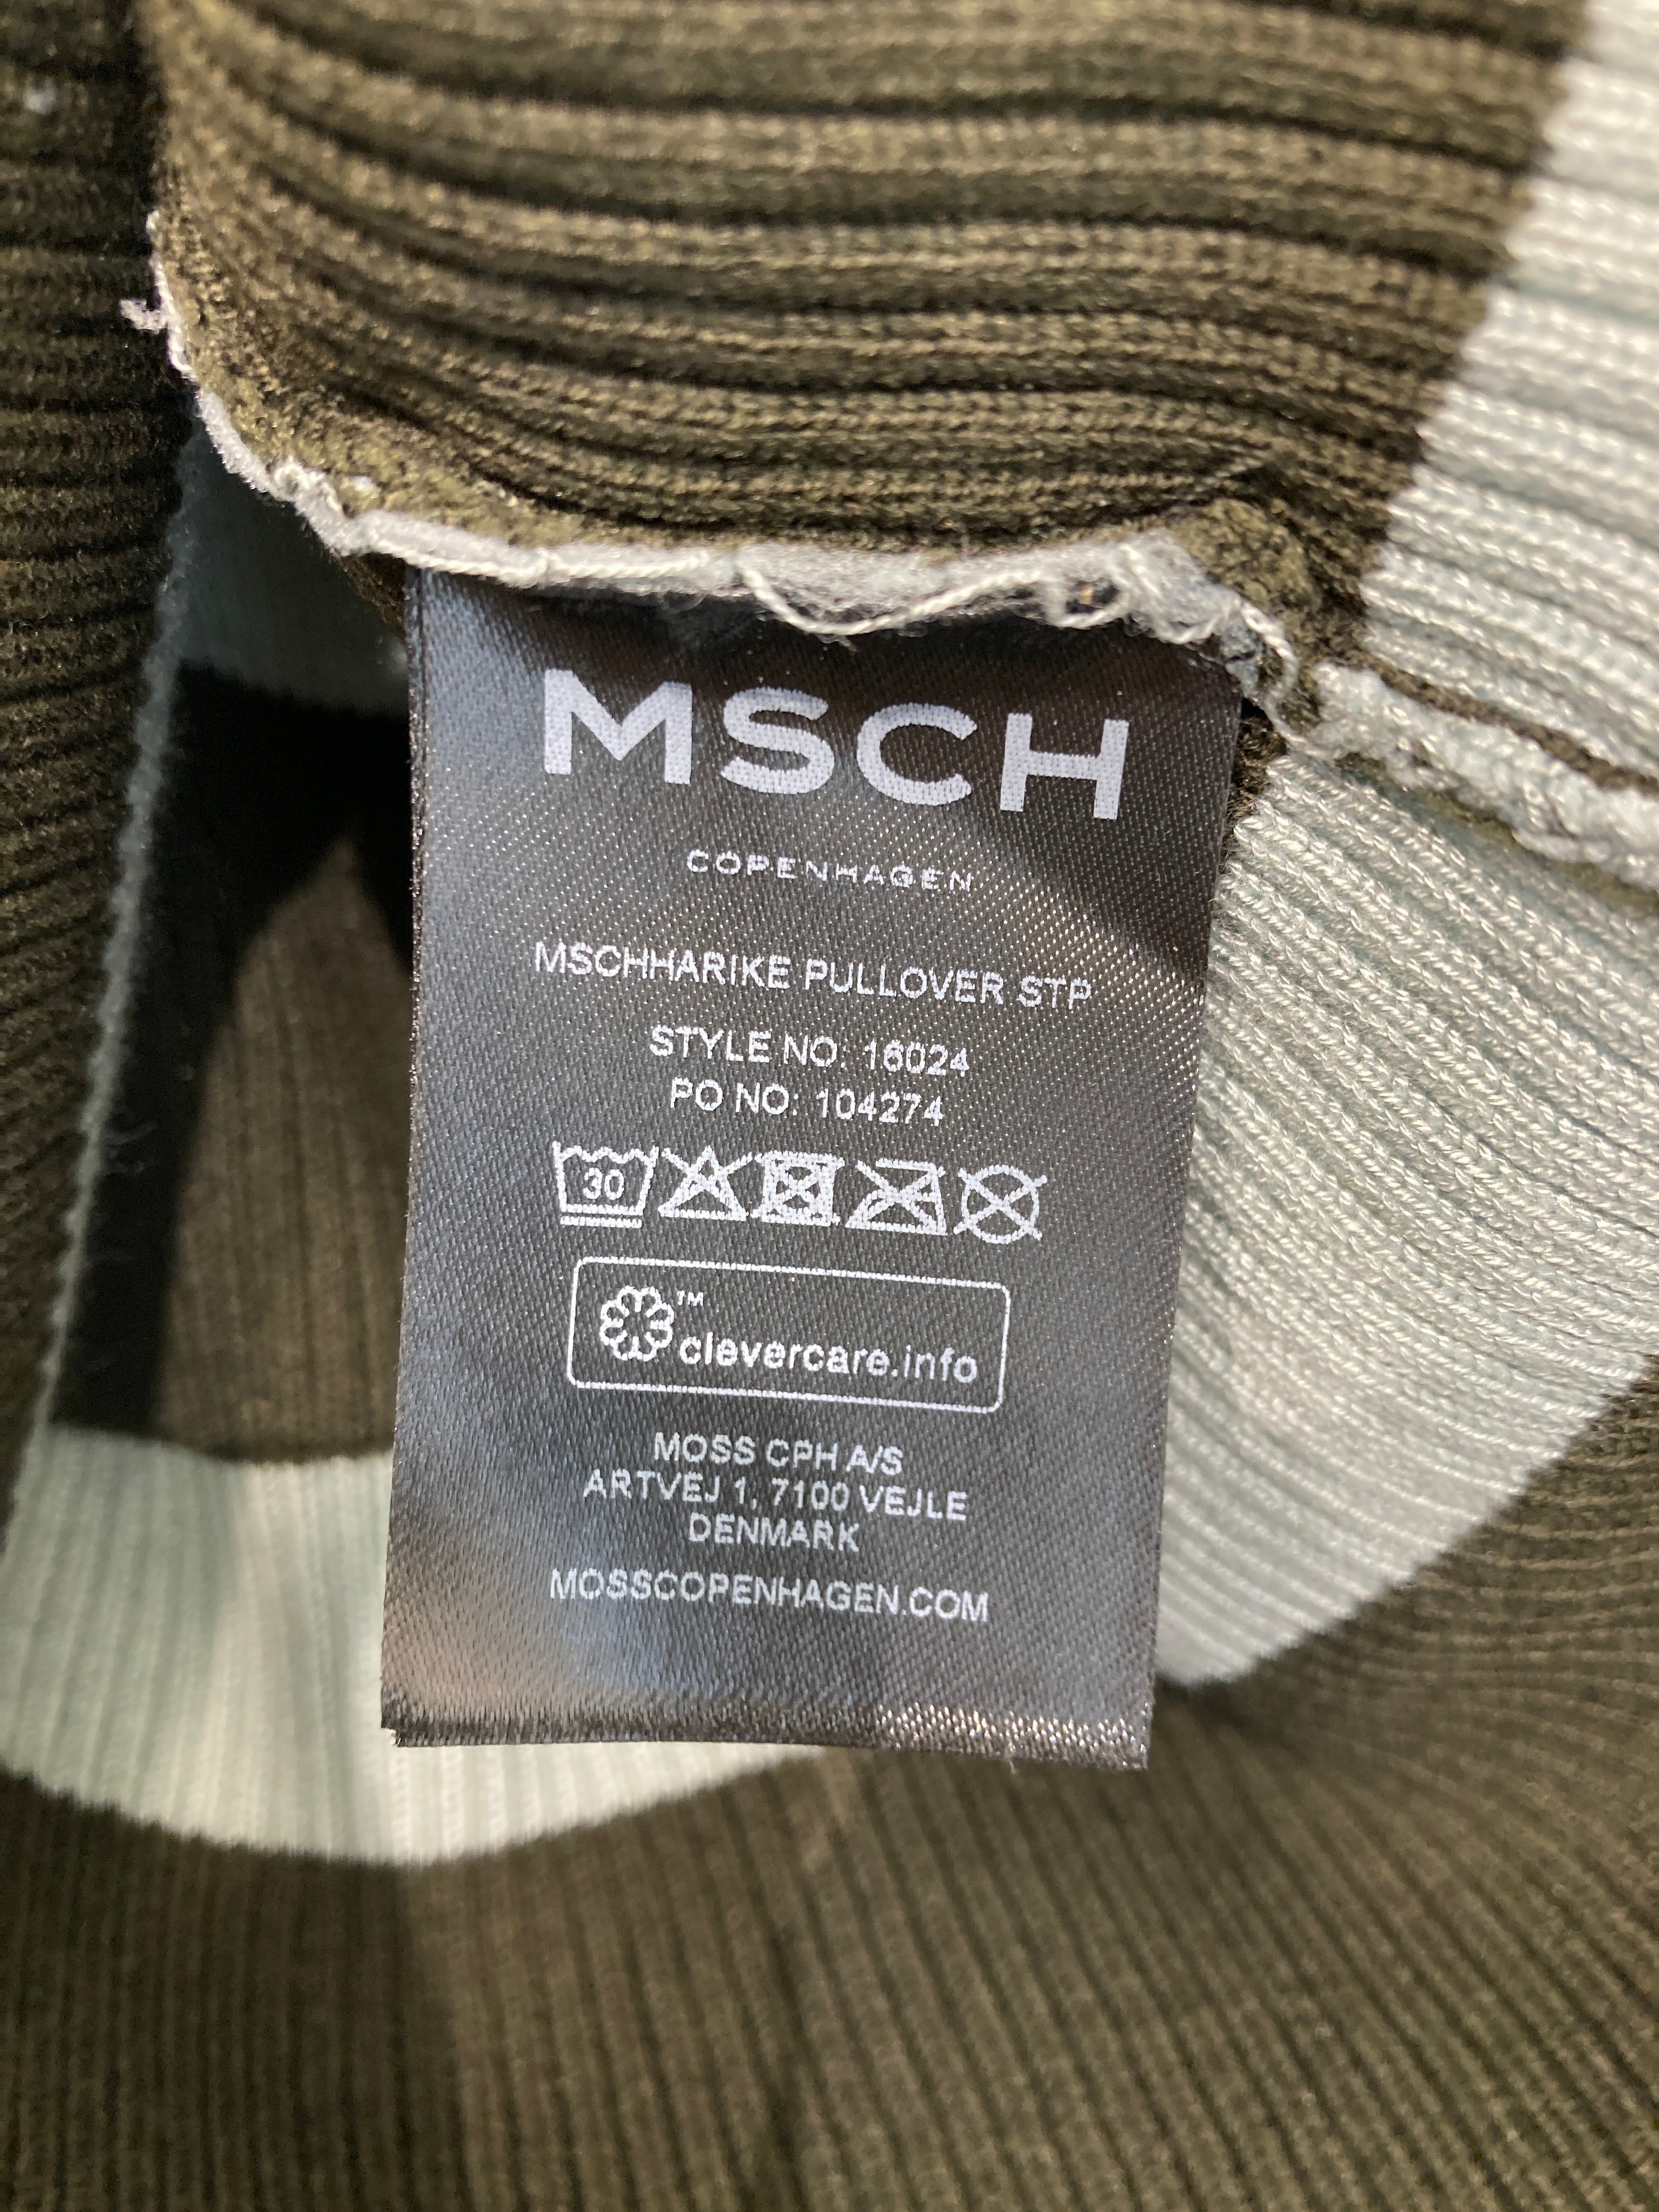 MSCH
COPENHAGEN
MSCHHARIKE PULLOVER STP
STYLE NO: 16024
PO NO: 104274
30
™
clevercare.info
MOSS CPH A/S
ARTVEJ 1, 7100 VEJLE
DENMARK
MOSSCOPENHAGEN.COM